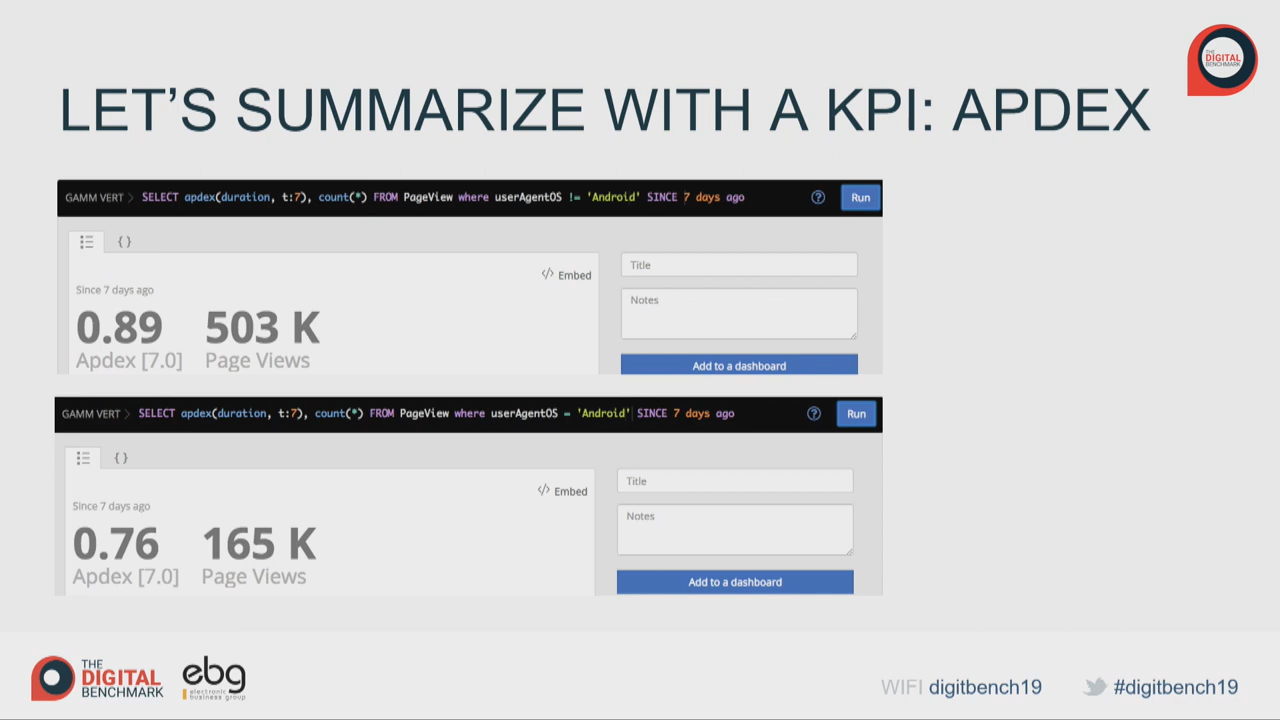 THE
DIGITAL
BENCHMARK
LET'S SUMMARIZE WITH A KPI: APDEX
GAMM VERT > SELECT apdex(duration, t:7), count(*) FROM PageView where userAgentOS != 'Android' SINCE 7 days ago ? Run
{ }
</> Embed
Title
Since 7 days ago
Notes
0.89 503 K
Apdex [7.0] Page Views
Add to a dashboard
GAMM VERT > SELECT apdex(duration, t:7), count(*) FROM PageView where userAgentOS = 'Android' SINCE 7 days ago ? Run
{ }
</> Embed
Title
Since 7 days ago
Notes
0.76 165 K
Apdex [7.0] Page Views
Add to a dashboard
THE
DIGITAL
BENCHMARK
ebg
electronic
business group
WIFI digitbench19
#digitbench19